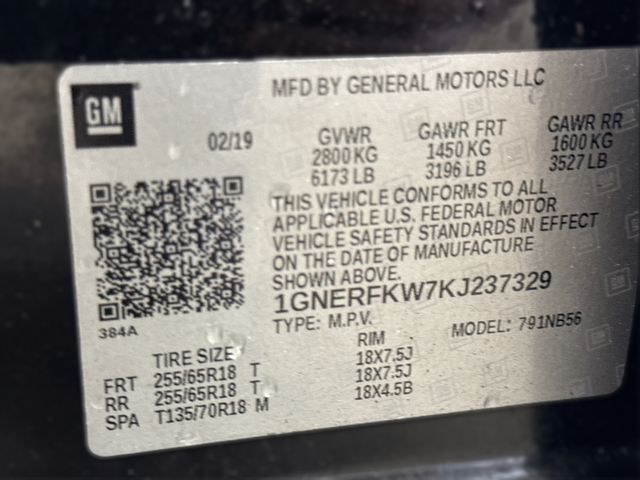 MFD BY GENERAL MOTORS LLC
GM
02/19 GVWR GAWR FRT GAWR RR
2800 KG 1450 KG 1600 KG
6173 LB 3196 LB 3527 LB
THIS VEHICLE CONFORMS TO ALL
APPLICABLE U.S. FEDERAL MOTOR
VEHICLE SAFETY STANDARDS IN EFFECT
ON THE DATE OF MANUFACTURE
SHOWN ABOVE.
1GNERFKW7KJ237329
384A
TYPE: M.P.V. MODEL: 791NB56
TIRE SIZE RIM
FRT 255/65R18 T 18X7.5J
RR 255/65R18 T 18X7.5J
SPA T135/70R18 M 18X4.5B